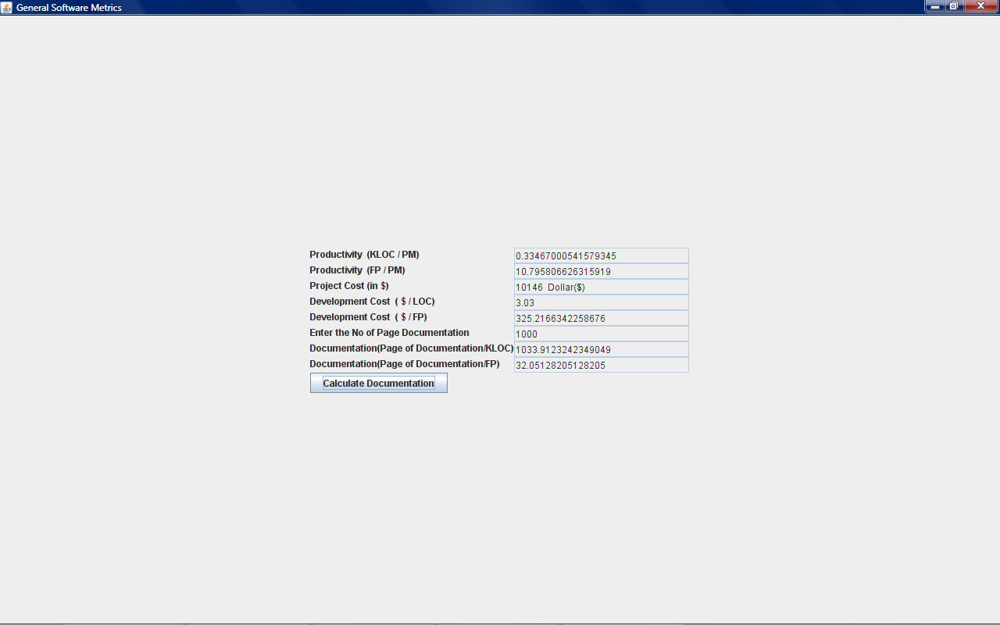 General Software Metrics
Productivity (KLOC / PM) 0.33467000541579345
Productivity (FP / PM) 10.795806626315919
Project Cost (in $) 10146 Dollar($)
Development Cost ( $ / LOC) 3.03
Development Cost ( $ / FP) 325.2166342258676
Enter the No of Page Documentation 1000
Documentation(Page of Documentation/KLOC) 1033.9123242349049
Documentation(Page of Documentation/FP) 32.05128205128205
Calculate Documentation